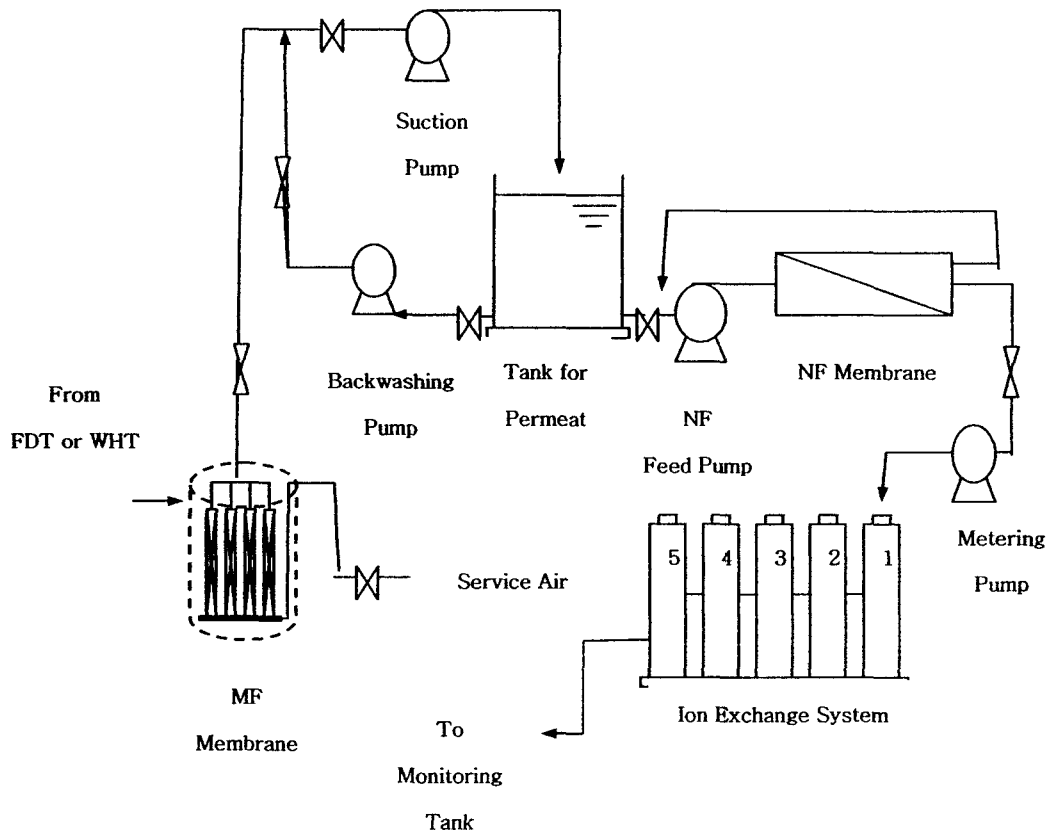 Suction
Pump
Backwashing
Pump
Tank for
Permeat
NF
Feed Pump
NF Membrane
From
FDT or WHT
Metering
Pump
5 4 3 2 1
Service Air
Ion Exchange System
MF
Membrane
To
Monitoring
Tank